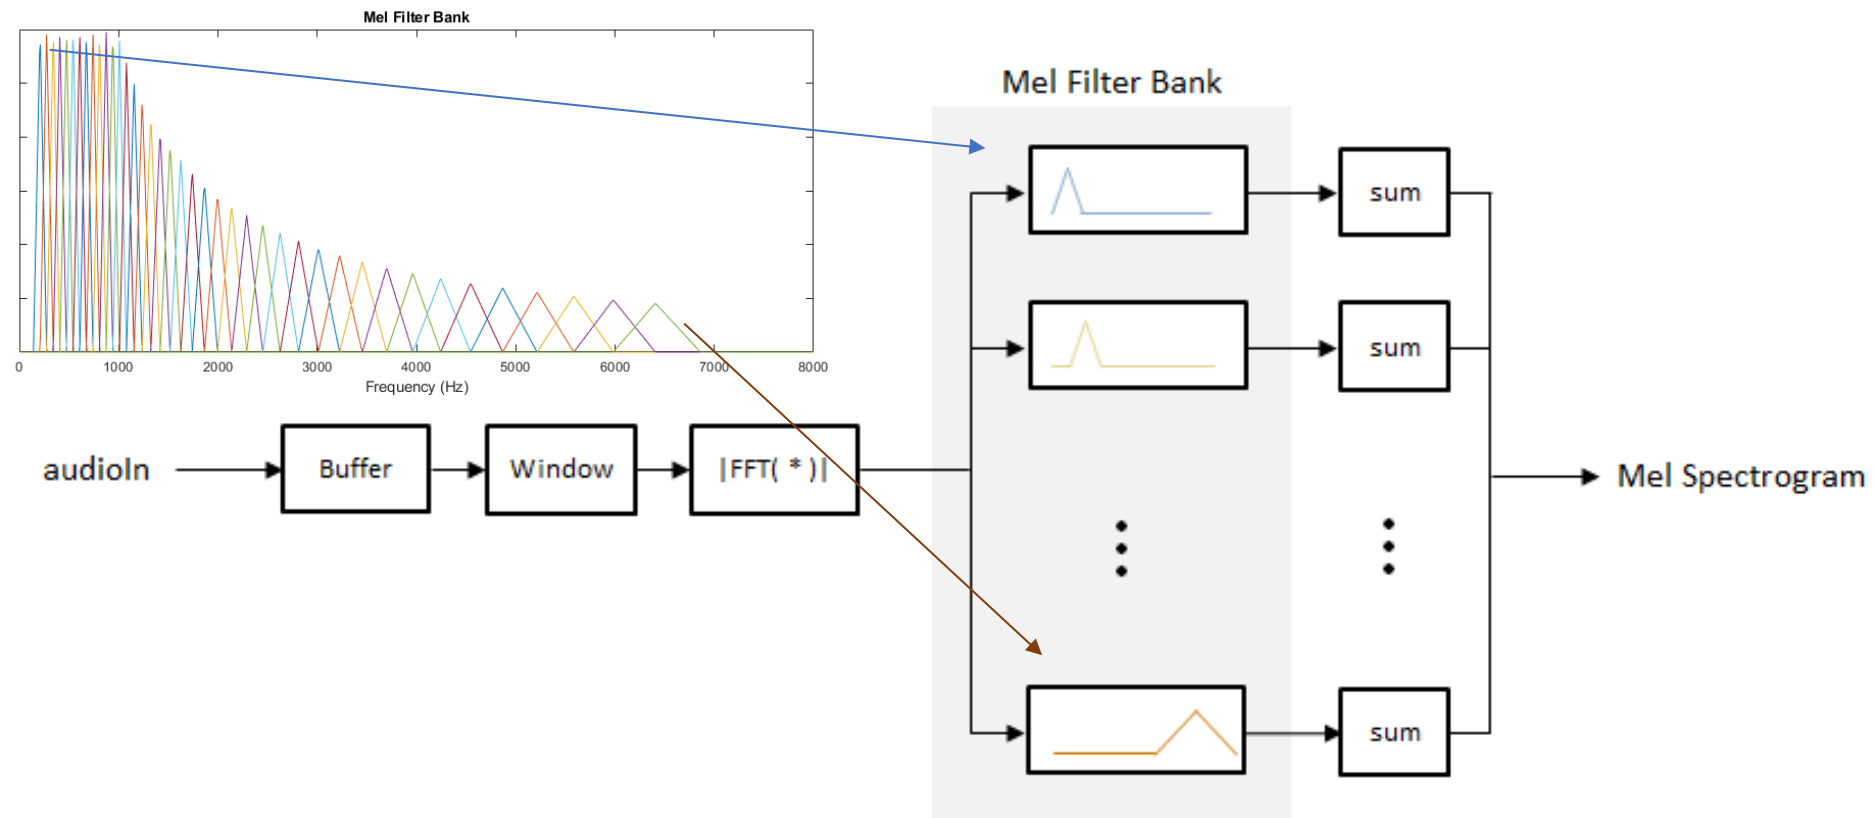 Mel Filter Bank
0 1000 2000 3000 4000 5000 6000 7000 8000
Frequency (Hz)
Mel Filter Bank
sum
sum
audioIn
Buffer
Window
|FFT( * )|
Mel Spectrogram
sum